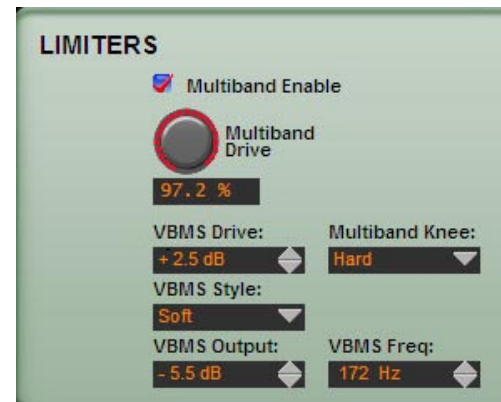 LIMITERS
Multiband Enable
Multiband
Drive
97.2 %
VBMS Drive: Multiband Knee:
+2.5 dB Hard
VBMS Style:
Soft
VBMS Output: VBMS Freq:
- 5.5 dB 172 Hz